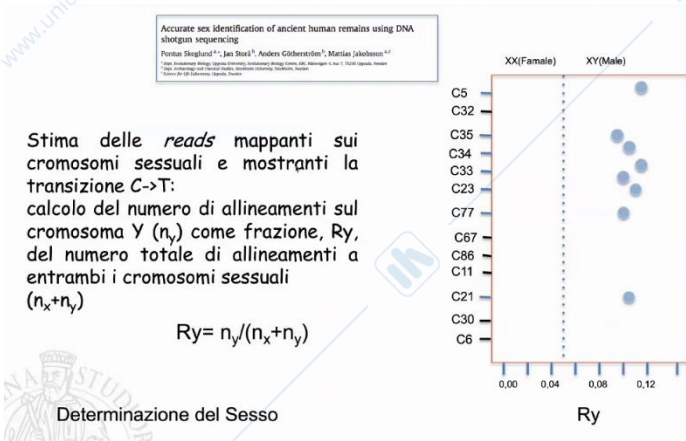 Accurate sex identification of ancient human remains using DNA
shotgun sequencing
Pontus Skoglund a,*, Jan Storå b, Anders Götherström b, Mattias Jakobsson a,c
Stima delle reads mappanti sui
cromosomi sessuali e mostranti la
transizione C->T:
calcolo del numero di allineamenti sul
cromosoma Y (ny) come frazione, Ry,
del numero totale di allineamenti a
entrambi i cromosomi sessuali
(nx+ny)
Ry= ny/(nx+ny)
Determinazione del Sesso
XX(Famale) XY(Male)
C5
C32
C35
C34
C33
C23
C77
C67
C86
C11
C21
C30
C6
0,00 0,04 0,08 0,12
Ry